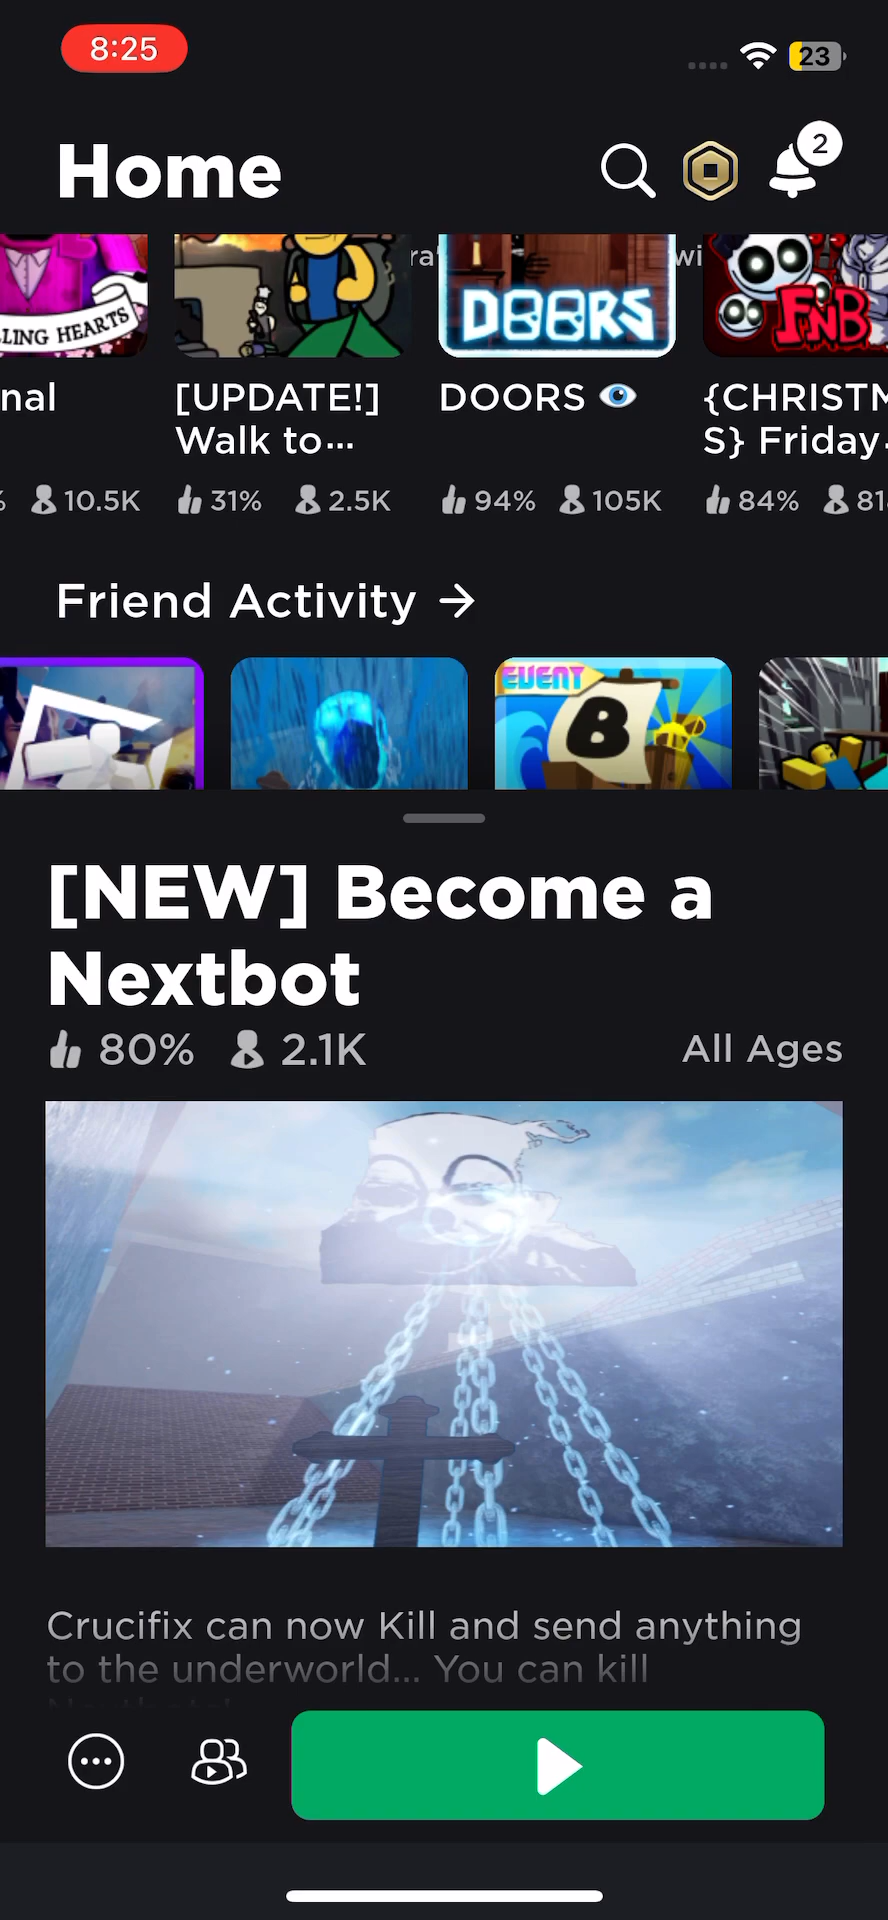 8:25
23
Home
2
LLING HEARTS
DOORS
FNB
nal
[UPDATE!]
Walk to...
DOORS 👁
{CHRISTM
S} Friday
10.5K
31%
2.5K
94%
105K
84%
81
Friend Activity →
EVENT
B
[NEW] Become a
Nextbot
80%
2.1K
All Ages
Crucifix can now Kill and send anything
to the underworld... You can kill